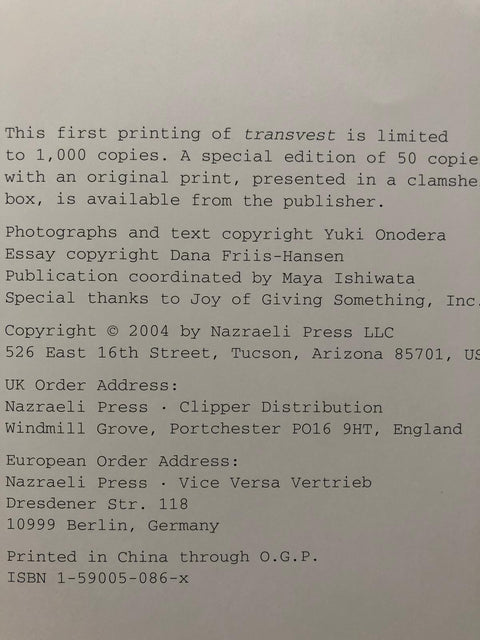 This first printing of transvest is limited
to 1,000 copies. A special edition of 50 copie
with an original print, presented in a clamshe
box, is available from the publisher.
Photographs and text copyright Yuki Onodera
Essay copyright Dana Friis-Hansen
Publication coordinated by Maya Ishiwata
Special thanks to Joy of Giving Something, Inc.
Copyright © 2004 by Nazraeli Press LLC
526 East 16th Street, Tucson, Arizona 85701, US
UK Order Address:
Nazraeli Press · Clipper Distribution
Windmill Grove, Portchester PO16 9HT, England
European Order Address:
Nazraeli Press · Vice Versa Vertrieb
Dresdener Str. 118
10999 Berlin, Germany
Printed in China through O.G.P.
ISBN 1-59005-086-x